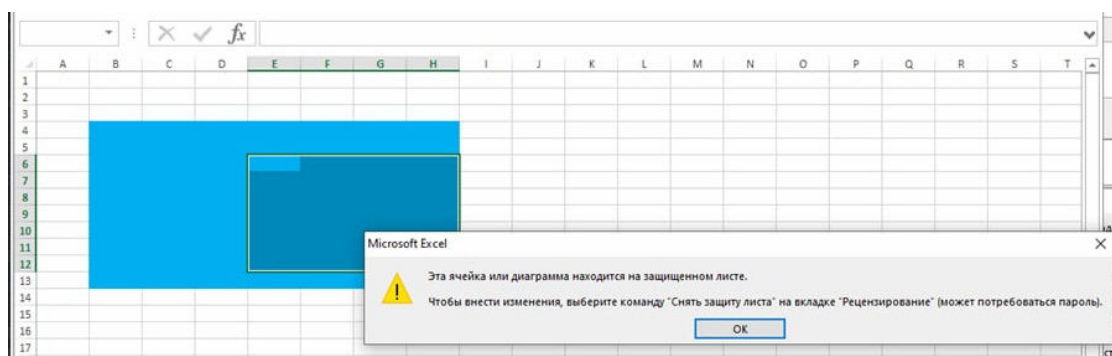 fx
A B C D E F G H I J K L M N O P Q R S T
1
2
3
4
5
6
7
8
9
10
11
12
13
14
15
16
17
Microsoft Excel
Эта ячейка или диаграмма находится на защищенном листе.
Чтобы внести изменения, выберите команду "Снять защиту листа" на вкладке "Рецензирование" (может потребоваться пароль).
ОК